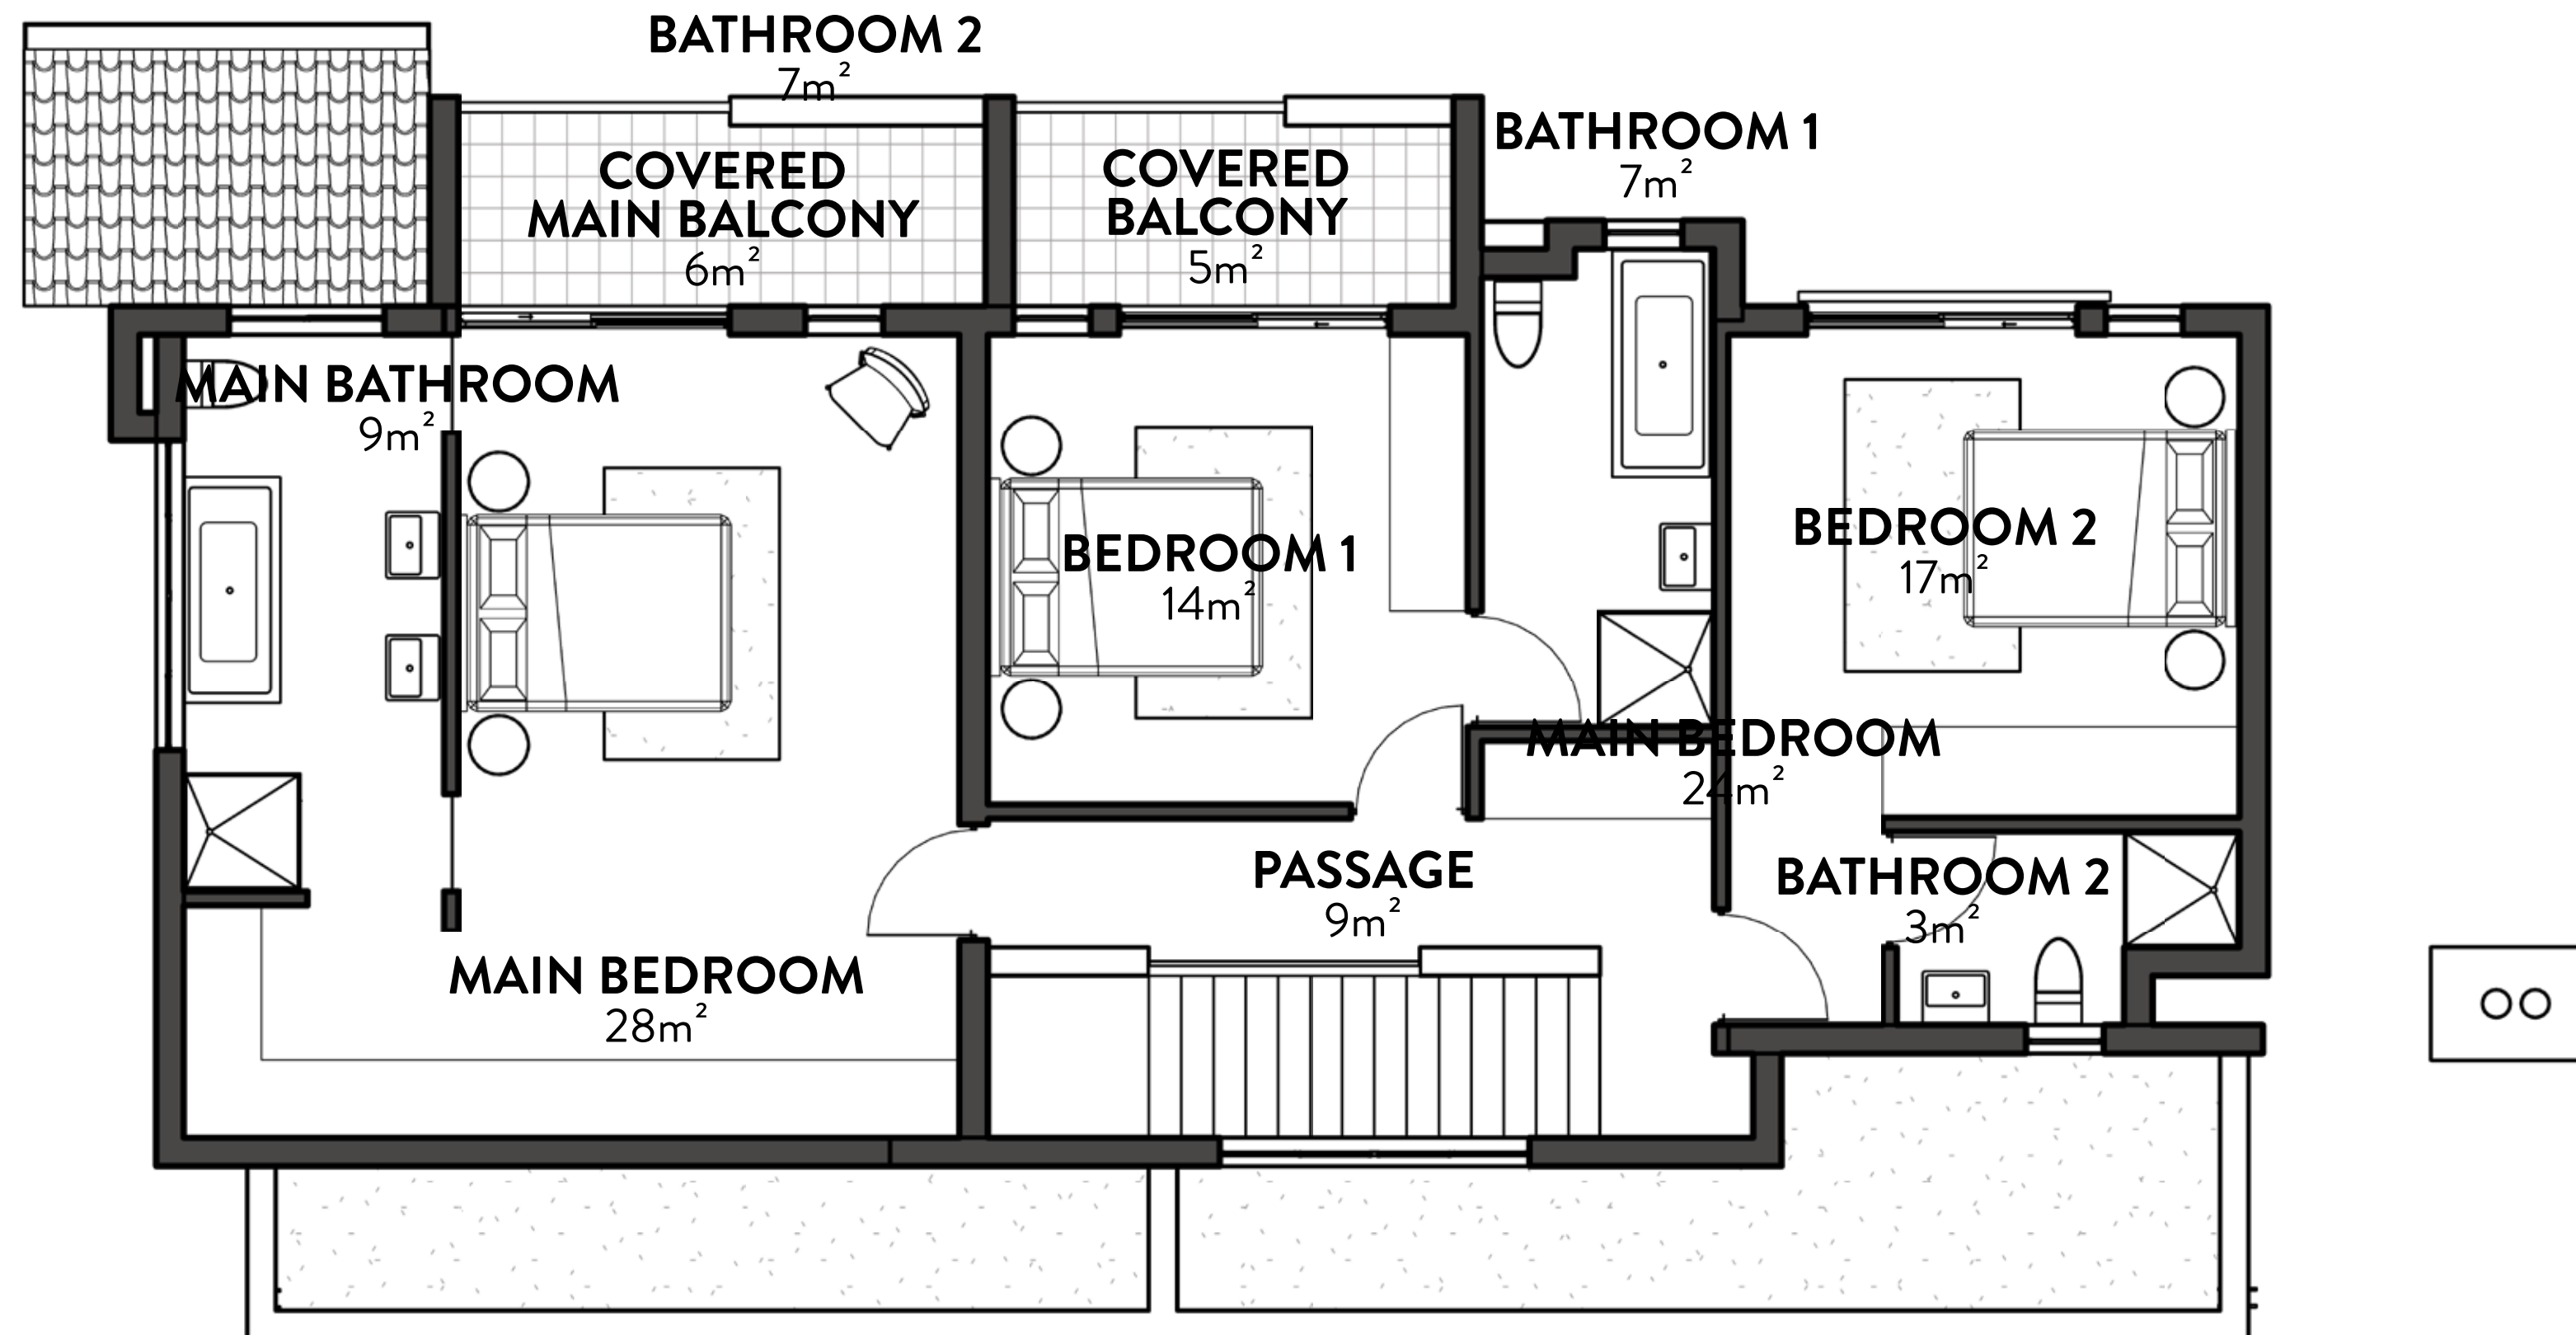 BATHROOM 2
7m²
BATHROOM 1
7m²
COVERED
MAIN BALCONY
6m²
COVERED
BALCONY
5m²
MAIN BATHROOM
9m²
BEDROOM 1
14m²
BEDROOM 2
17m²
MAIN BEDROOM
24m²
PASSAGE
9m²
BATHROOM 2
3m²
MAIN BEDROOM
28m²